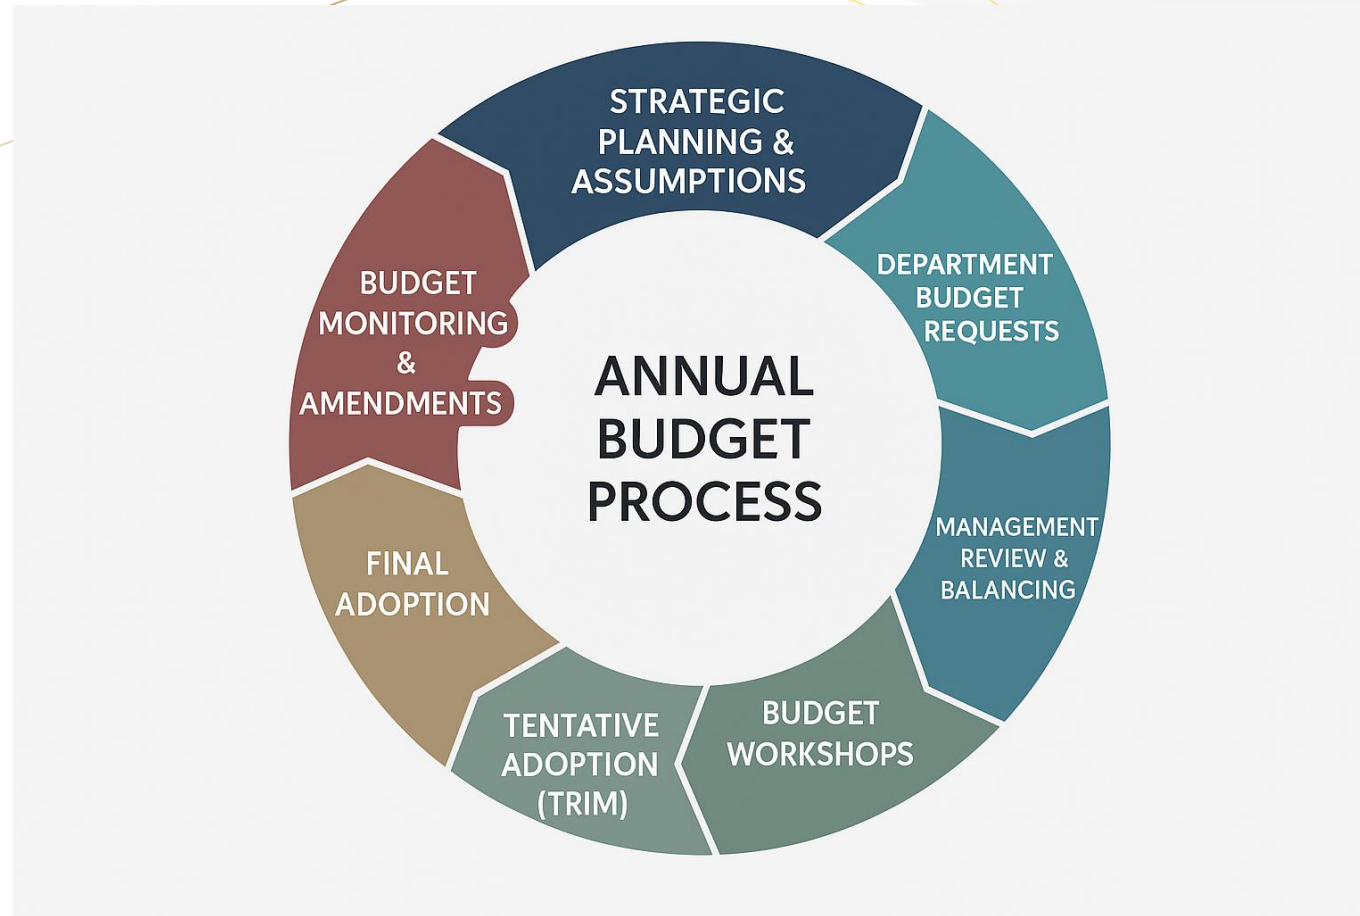 STRATEGIC
PLANNING &
ASSUMPTIONS
DEPARTMENT
BUDGET
REQUESTS
MANAGEMENT
REVIEW &
BALANCING
BUDGET
WORKSHOPS
TENTATIVE
ADOPTION
(TRIM)
FINAL
ADOPTION
BUDGET
MONITORING
&
AMENDMENTS
ANNUAL
BUDGET
PROCESS